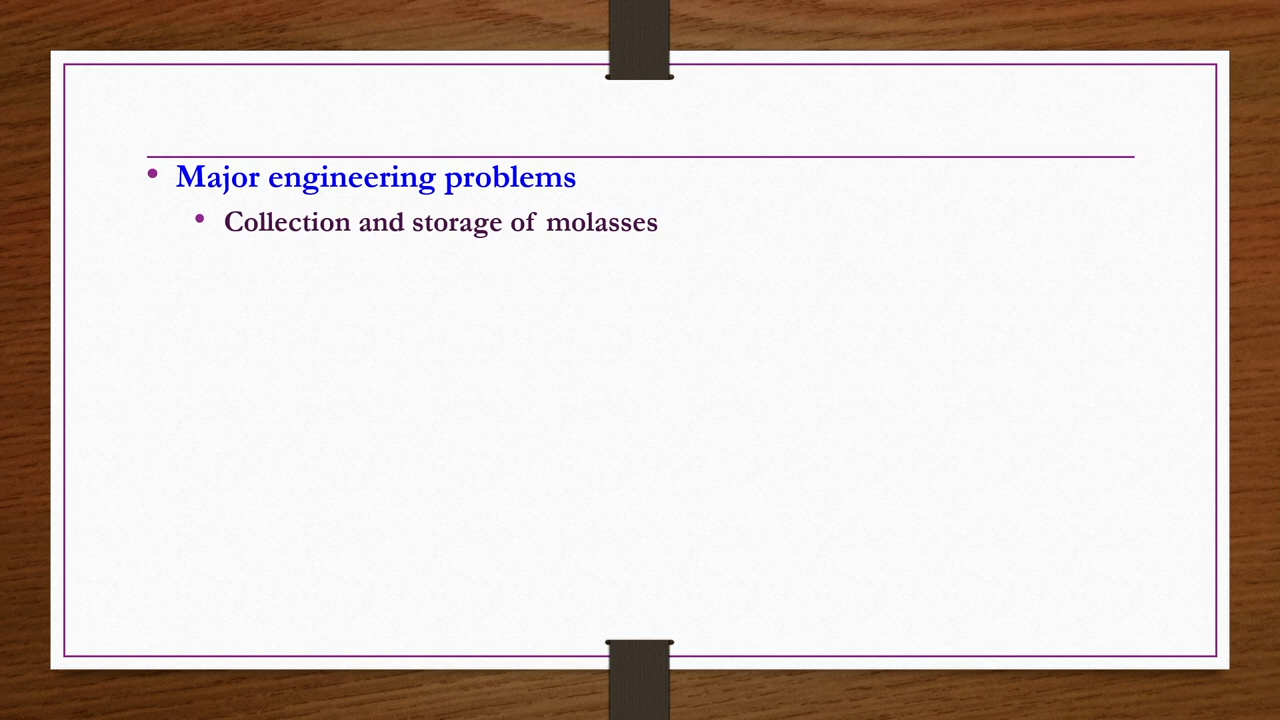 • Major engineering problems
• Collection and storage of molasses